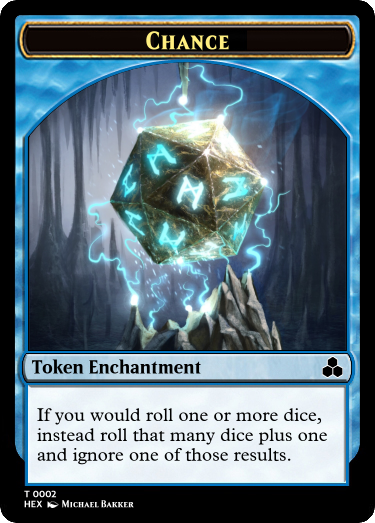 Chance
Token Enchantment
If you would roll one or more dice,
instead roll that many dice plus one
and ignore one of those results.
T 0002
HEX Michael Bakker